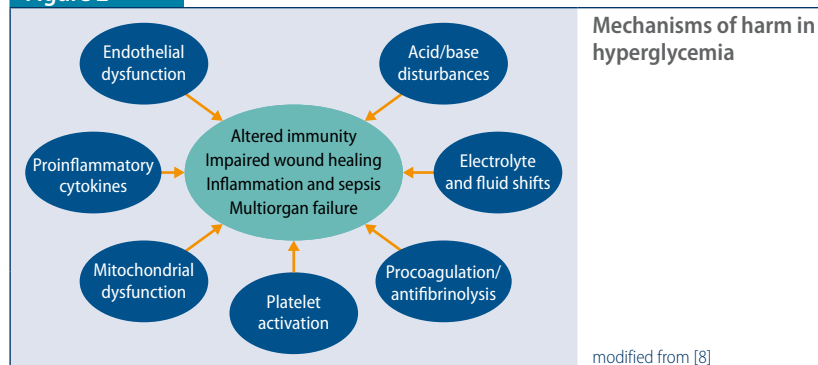 Mechanisms of harm in
hyperglycemia
Endothelial
dysfunction
Acid/base
disturbances
Proinflammatory
cytokines
Altered immunity
Impaired wound healing
Inflammation and sepsis
Multiorgan failure
Electrolyte
and fluid shifts
Mitochondrial
dysfunction
Platelet
activation
Procoagulation/
antifibrinolysis
modified from [8]